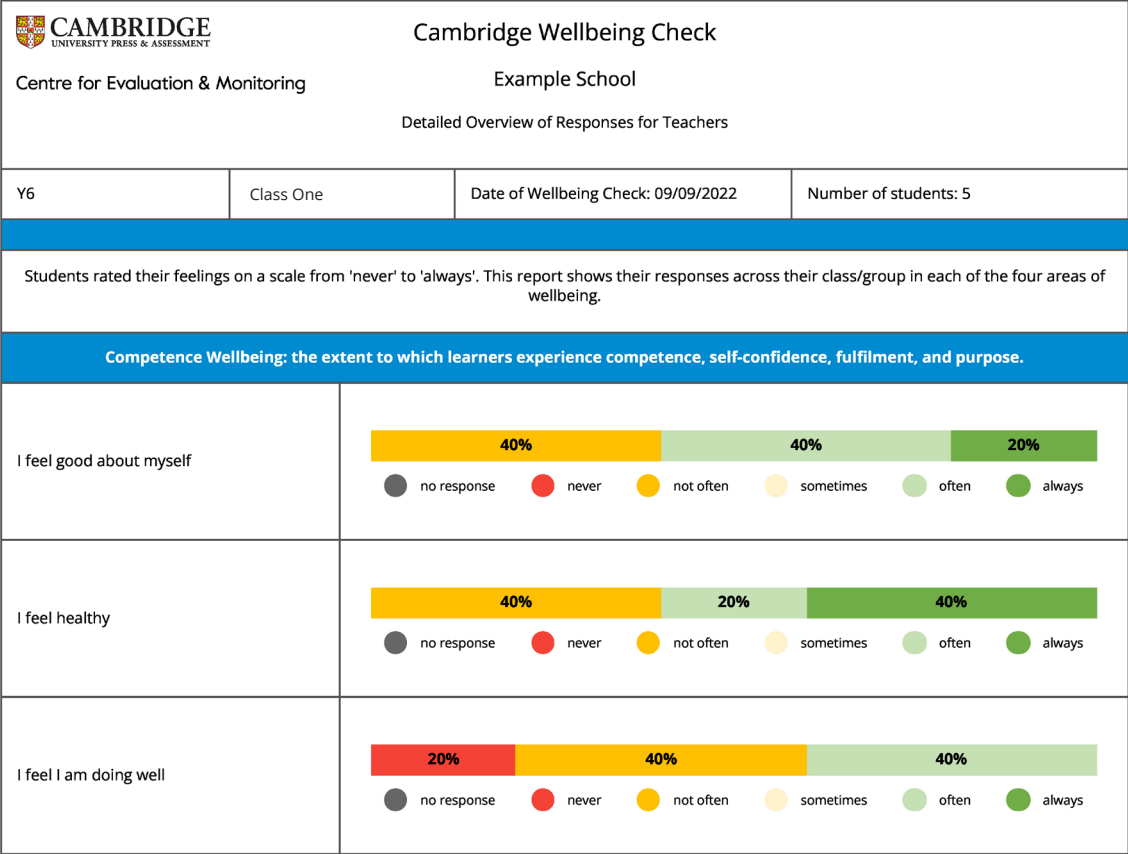 CAMBRIDGE
UNIVERSITY PRESS & ASSESSMENT
Cambridge Wellbeing Check
Centre for Evaluation & Monitoring
Example School
Detailed Overview of Responses for Teachers
Y6
Class One
Date of Wellbeing Check: 09/09/2022
Number of students: 5
Students rated their feelings on a scale from 'never' to 'always'. This report shows their responses across their class/group in each of the four areas of
wellbeing.
Competence Wellbeing: the extent to which learners experience competence, self-confidence, fulfilment, and purpose.
I feel good about myself
40% 40% 20%
no response never not often sometimes often always
I feel healthy
40% 20% 40%
no response never not often sometimes often always
I feel I am doing well
20% 40% 40%
no response never not often sometimes often always